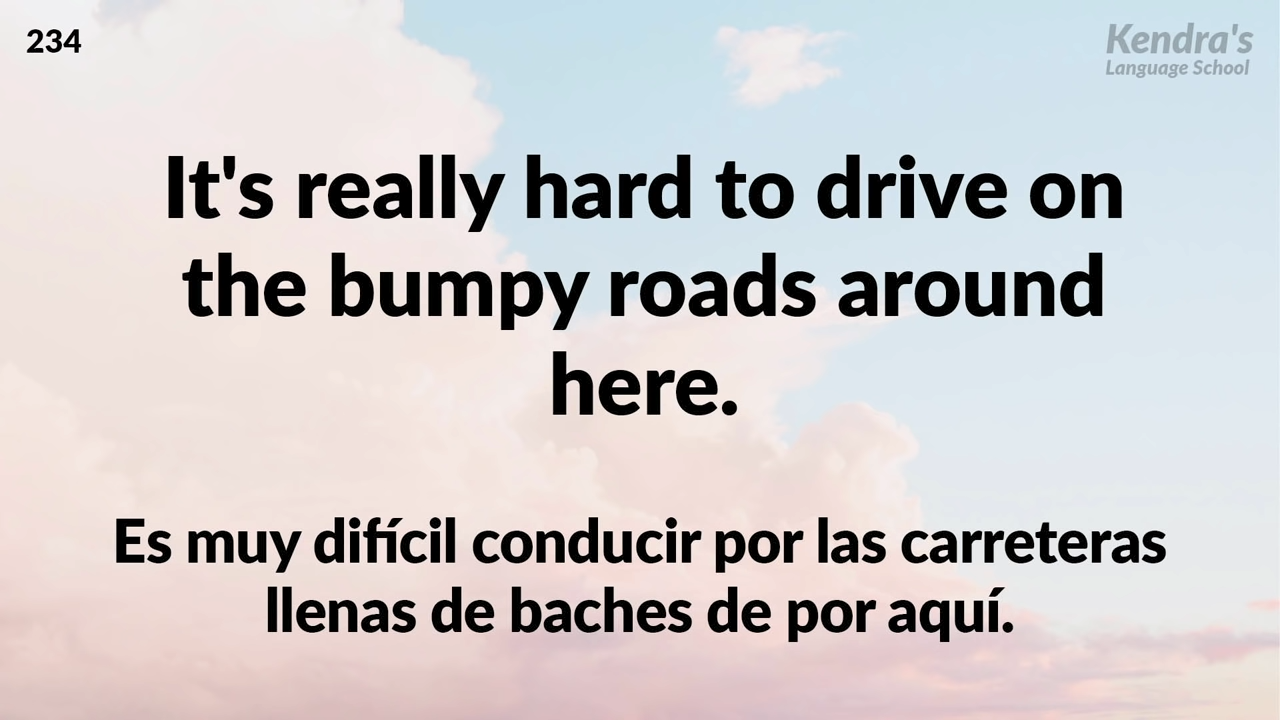 234
Kendra's
Language School
It's really hard to drive on
the bumpy roads around
here.
Es muy difícil conducir por las carreteras
llenas de baches de por aquí.